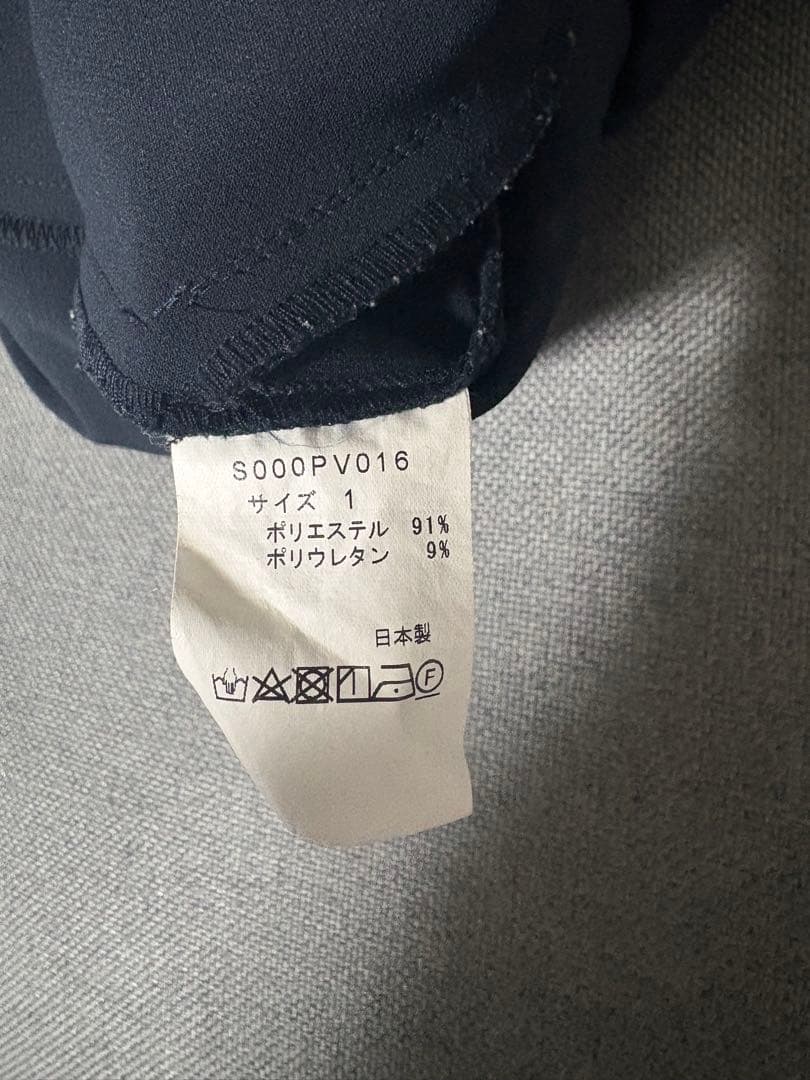 S000PV016
サイズ 1
ポリエステル 91%
ポリウレタン 9%
日本製
F